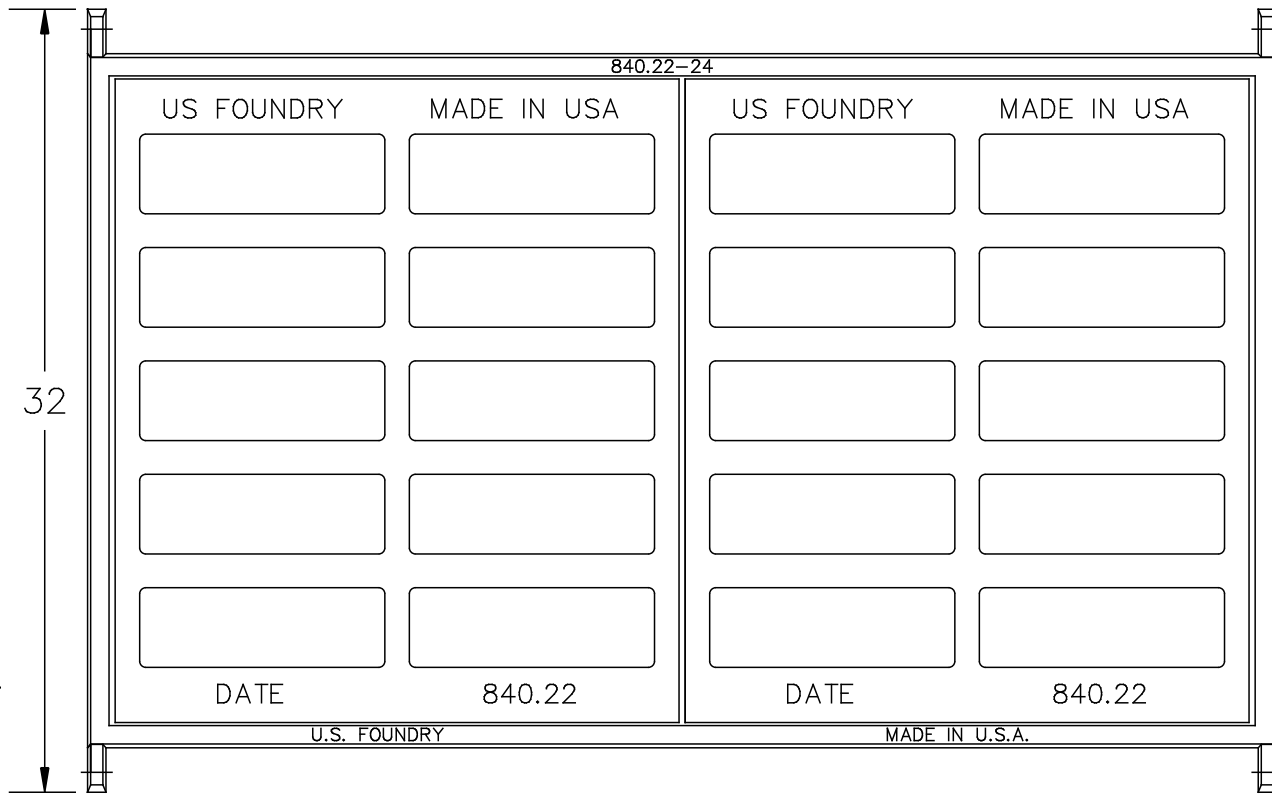 840.22-24
US FOUNDRY MADE IN USA US FOUNDRY MADE IN USA
32
DATE 840.22 DATE 840.22
U.S. FOUNDRY MADE IN U.S.A.